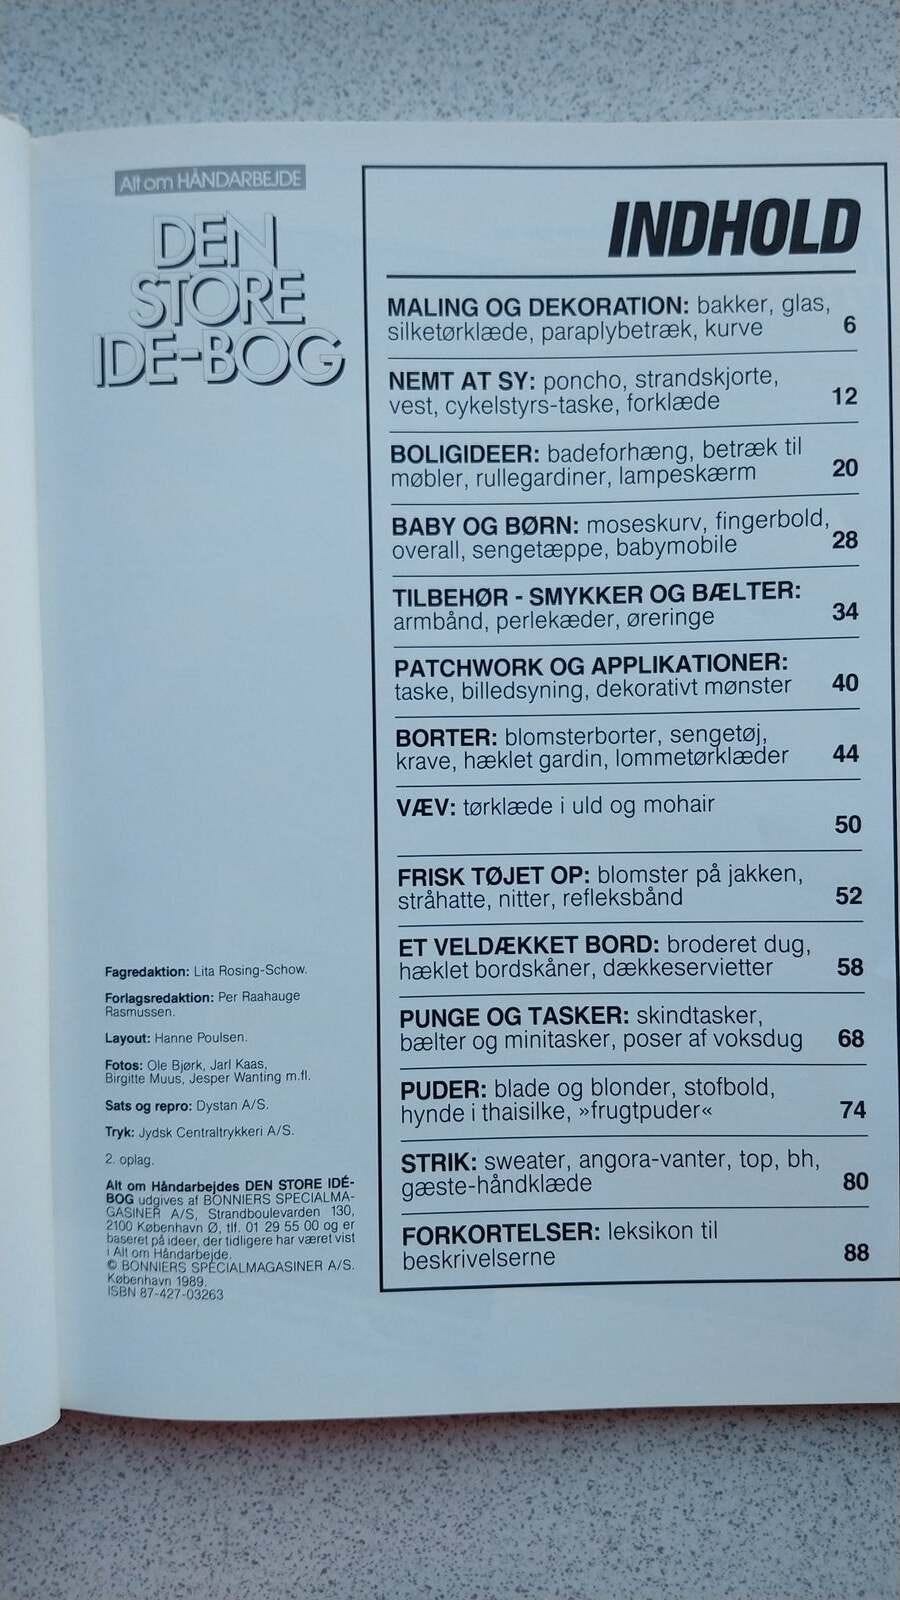 Alt om HÅNDARBEJDE
DEN
STORE
IDE-BOG
Fagredaktion: Lita Rosing-Schow.
Forlagsredaktion: Per Raahauge
Rasmussen.
Layout: Hanne Poulsen.
Fotos: Ole Bjørk, Jarl Kaas,
Birgitte Muus, Jesper Wanting m.fl.
Sats og repro: Dystan A/S.
Tryk: Jydsk Centraltrykkeri A/S.
2. oplag.
Alt om Håndarbejdes DEN STORE IDÉ-
BOG udgives af BONNIERS SPECIALMA-
GASINER A/S, Strandboulevarden 130,
2100 København Ø, tlf. 01 29 55 00 og er
baseret på ideer, der tidligere har været vist
i Alt om Håndarbejde.
© BONNIERS SPECIALMAGASINER A/S.
København 1989.
ISBN 87-427-03263
INDHOLD
MALING OG DEKORATION: bakker, glas,
silketørklæde, paraplybetræk, kurve 6
NEMT AT SY: poncho, strandskjorte,
vest, cykelstyrs-taske, forklæde 12
BOLIGIDEER: badeforhæng, betræk til
møbler, rullegardiner, lampeskærm 20
BABY OG BØRN: moseskurv, fingerbold,
overall, sengetæppe, babymobile 28
TILBEHØR - SMYKKER OG BÆLTER:
armbånd, perlekæder, øreringe 34
PATCHWORK OG APPLIKATIONER:
taske, billedsyning, dekorativt mønster 40
BORTER: blomsterborter, sengetøj,
krave, hæklet gardin, lommetørklæder 44
VÆV: tørklæde i uld og mohair
50
FRISK TØJET OP: blomster på jakken,
stråhatte, nitter, refleksbånd 52
ET VELDÆKKET BORD: broderet dug,
hæklet bordskåner, dækkeservietter 58
PUNGE OG TASKER: skindtasker,
bælter og minitasker, poser af voksdug 68
PUDER: blade og blonder, stofbold,
hynde i thaisilke, »frugtpuder« 74
STRIK: sweater, angora-vanter, top, bh,
gæste-håndklæde 80
FORKORTELSER: leksikon til
beskrivelserne 88